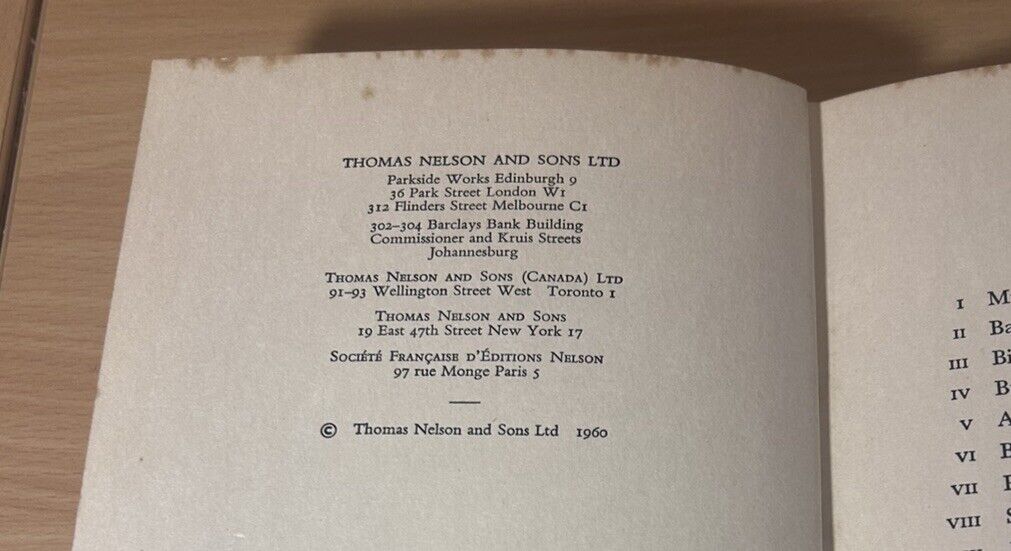 THOMAS NELSON AND SONS LTD
Parkside Works Edinburgh 9
36 Park Street London W1
312 Flinders Street Melbourne C1
302–304 Barclays Bank Building
Commissioner and Kruis Streets
Johannesburg
THOMAS NELSON AND SONS (CANADA) LTD
91–93 Wellington Street West Toronto 1
THOMAS NELSON AND SONS
19 East 47th Street New York 17
SOCIÉTÉ FRANÇAISE D'ÉDITIONS NELSON
97 rue Monge Paris 5
© Thomas Nelson and Sons Ltd 1960
I
II
III
IV
V
VI
VII
VIII